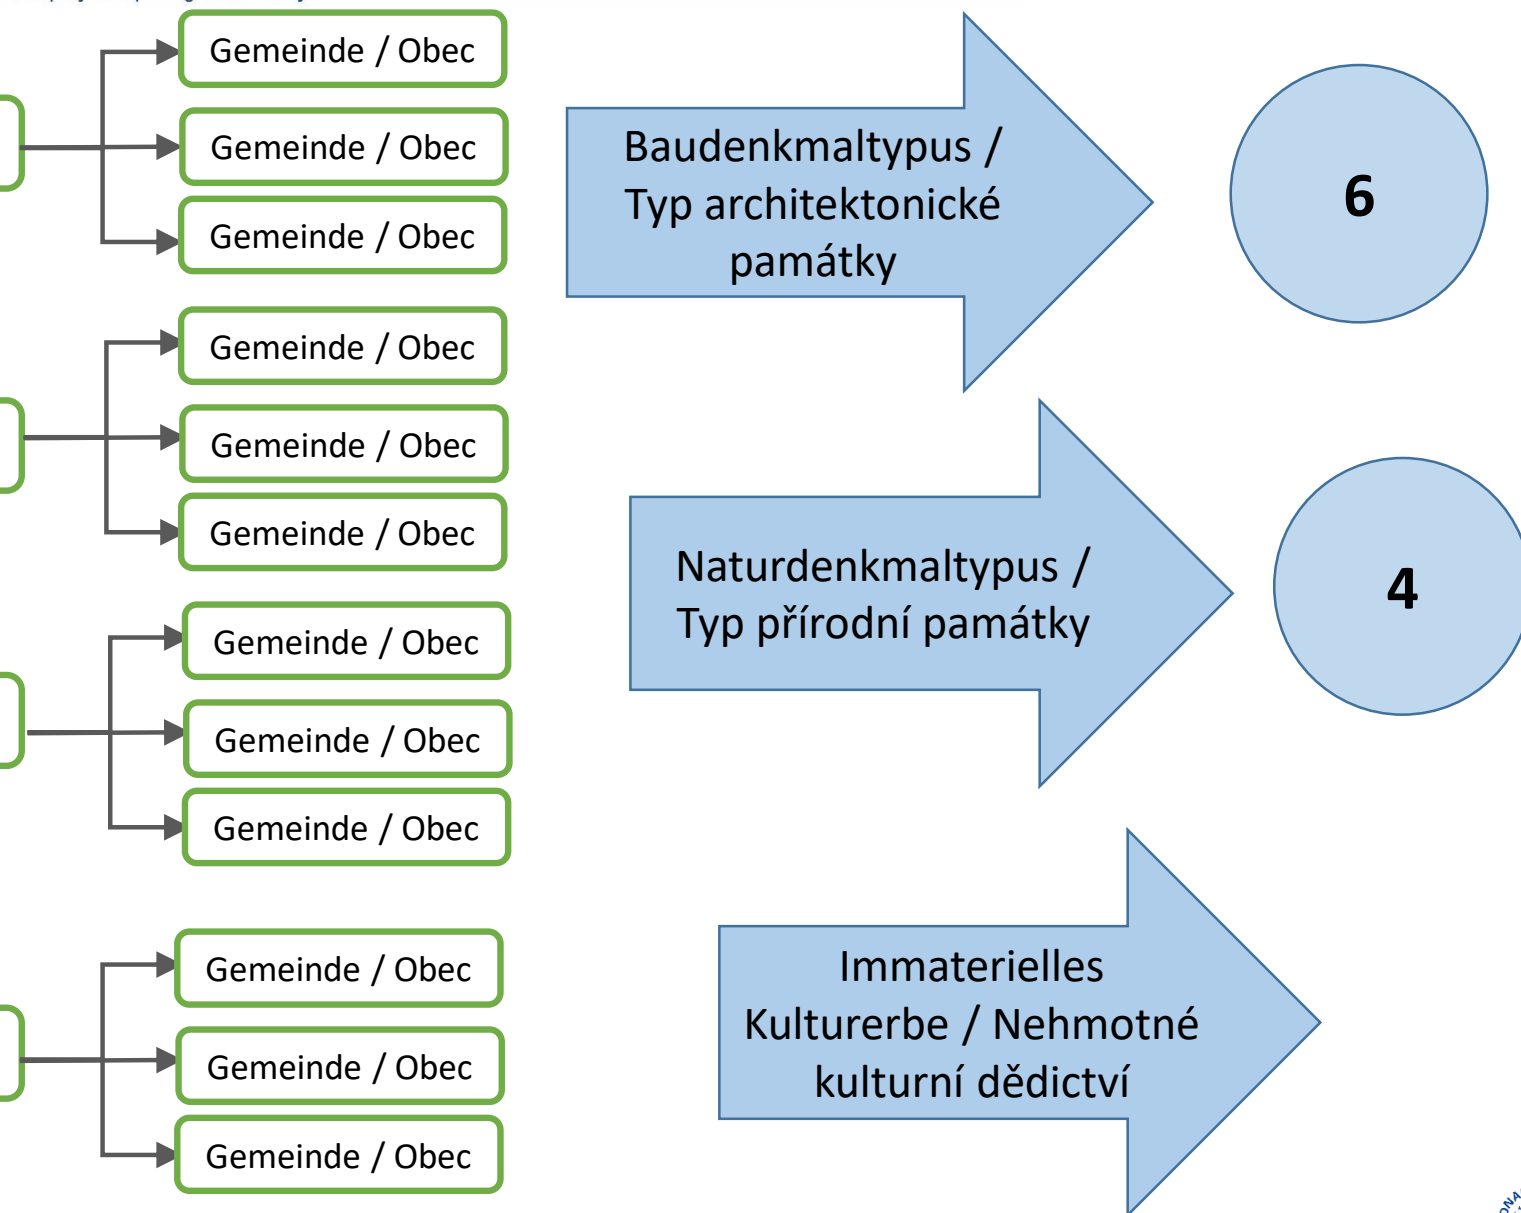 Gemeinde / Obec
Gemeinde / Obec
Gemeinde / Obec
Gemeinde / Obec
Gemeinde / Obec
Gemeinde / Obec
Gemeinde / Obec
Gemeinde / Obec
Gemeinde / Obec
Gemeinde / Obec
Gemeinde / Obec
Gemeinde / Obec
Baudenkmaltypus /
Typ architektonické
památky
6
Naturdenkmaltypus /
Typ přírodní památky
4
Immaterielles
Kulturerbe / Nehmotné
kulturní dědictví